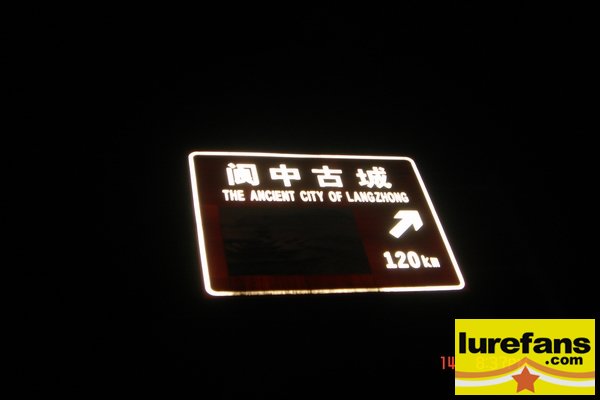 阆中古城
THE ANCIENT CITY OF LANGZHONG
120km
lurefans
.com